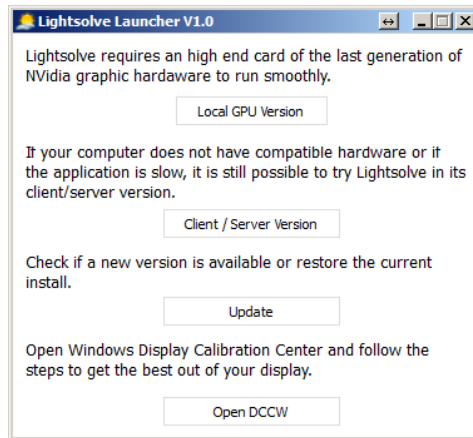 Lightsolve Launcher V1.0
Lightsolve requires an high end card of the last generation of
NVidia graphic hardaware to run smoothly.
Local GPU Version
If your computer does not have compatible hardware or if
the application is slow, it is still possible to try Lightsolve in its
client/server version.
Client / Server Version
Check if a new version is available or restore the current
install.
Update
Open Windows Display Calibration Center and follow the
steps to get the best out of your display.
Open DCCW